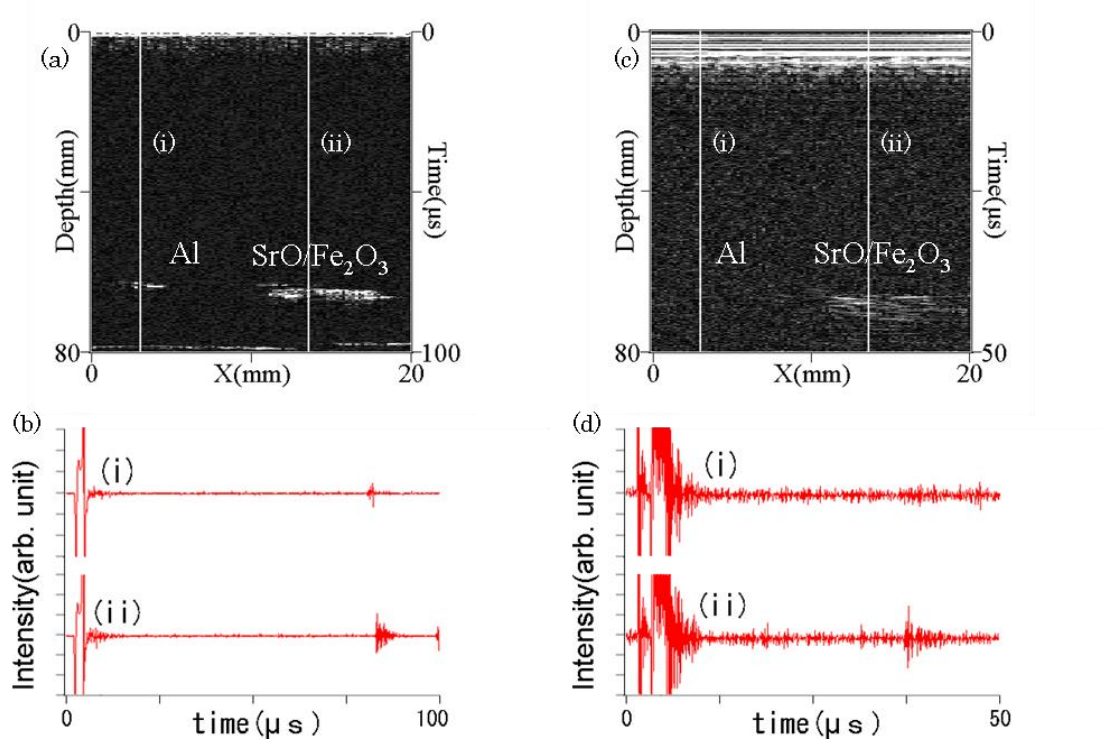 (a)
0
0
(i)
(ii)
Depth(mm)
Time(μs)
Al
SrO/Fe₂O₃
80
100
0
X(mm)
20
(c)
0
0
(i)
(ii)
Depth(mm)
Time(μs)
Al
SrO/Fe₂O₃
80
50
0
X(mm)
20
(b)
Intensity(arb. unit)
(i)
(ii)
0
time(μs)
100
(d)
Intensity(arb. unit)
(i)
(ii)
0
time(μs)
50